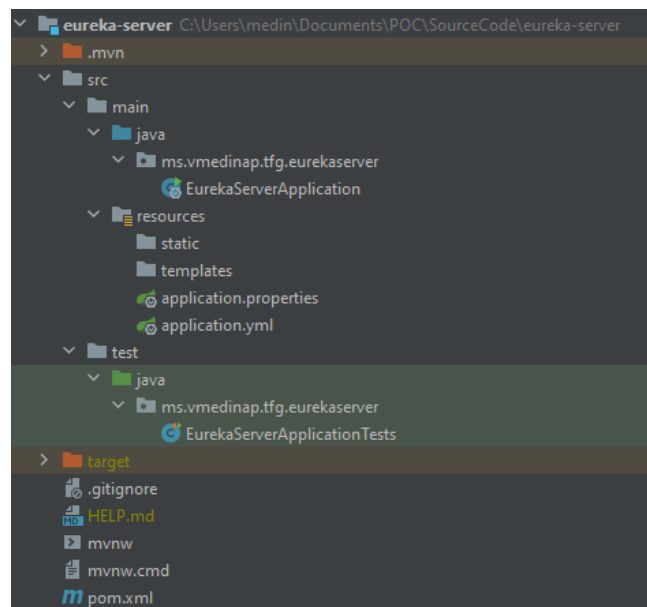 eureka-server C:\Users\medin\Documents\POC\SourceCode\eureka-server
.mvn
src
main
java
ms.vmedinap.tfg.eurekaserver
EurekaServerApplication
resources
static
templates
application.properties
application.yml
test
java
ms.vmedinap.tfg.eurekaserver
EurekaServerApplicationTests
target
.gitignore
HELP.md
mvnw
mvnw.cmd
pom.xml